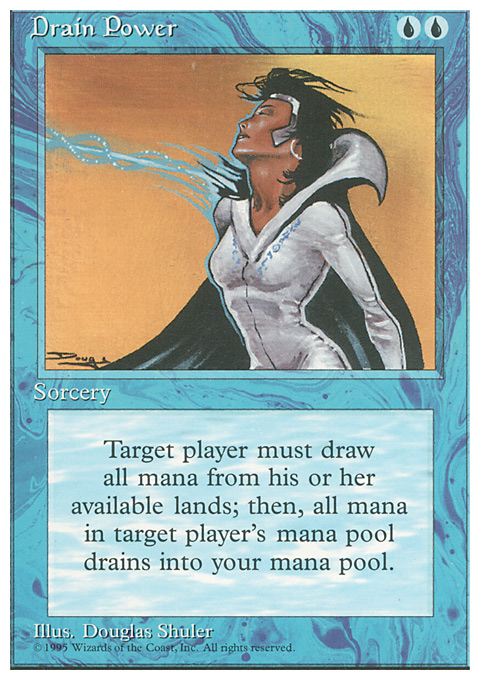 Drain Power
Sorcery
Target player must draw
all mana from his or her
available lands; then, all mana
in target player's mana pool
drains into your mana pool.
Illus. Douglas Shuler
© 1995 Wizards of the Coast, Inc. All rights reserved.